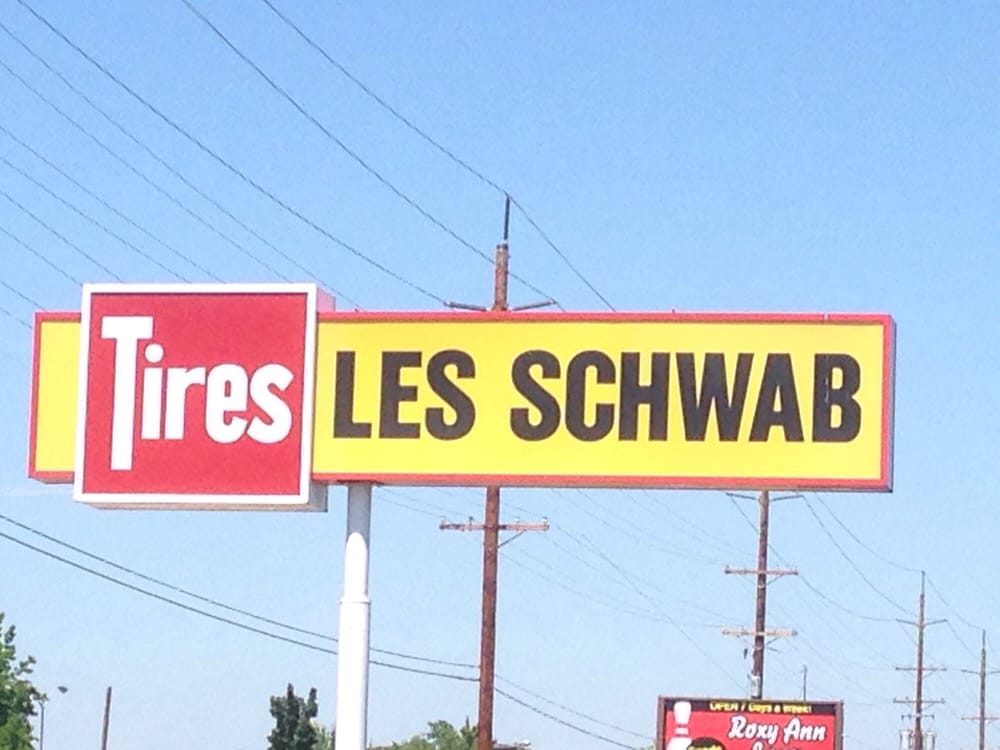 Tires
LES SCHWAB
OPEN 7 Days a Week!
Roxy Ann